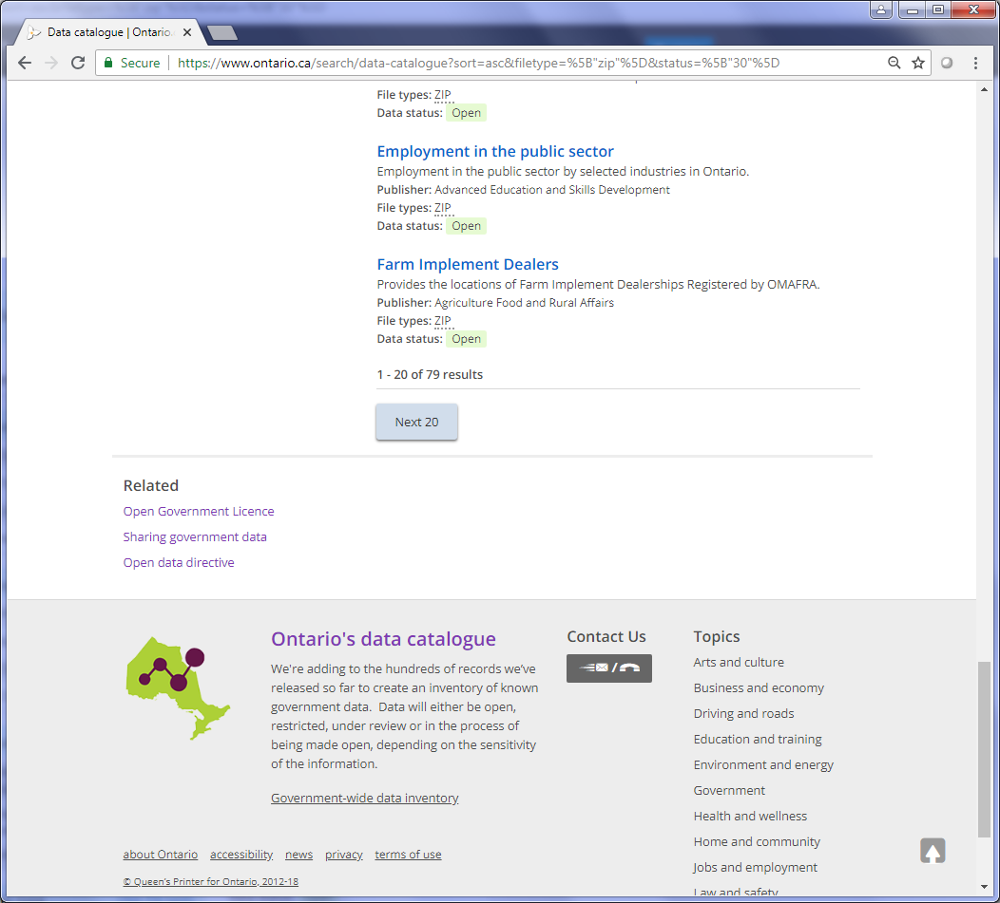 Data catalogue | Ontario.
Secure
https://www.ontario.ca/search/data-catalogue?sort=asc&filetype=%5B"zip"%5D&status=%5B"30"%5D
File types: ZIP
Data status: Open
Employment in the public sector
Employment in the public sector by selected industries in Ontario.
Publisher: Advanced Education and Skills Development
File types: ZIP
Data status: Open
Farm Implement Dealers
Provides the locations of Farm Implement Dealerships Registered by OMAFRA.
Publisher: Agriculture Food and Rural Affairs
File types: ZIP
Data status: Open
1 - 20 of 79 results
Next 20
Related
Open Government Licence
Sharing government data
Open data directive
Ontario's data catalogue
We're adding to the hundreds of records we've
released so far to create an inventory of known
government data.  Data will either be open,
restricted, under review or in the process of
being made open, depending on the sensitivity
of the information.
Government-wide data inventory
Contact Us
/
Topics
Arts and culture
Business and economy
Driving and roads
Education and training
Environment and energy
Government
Health and wellness
Home and community
Jobs and employment
Law and safety
about Ontario accessibility news privacy terms of use
© Queen's Printer for Ontario, 2012-18